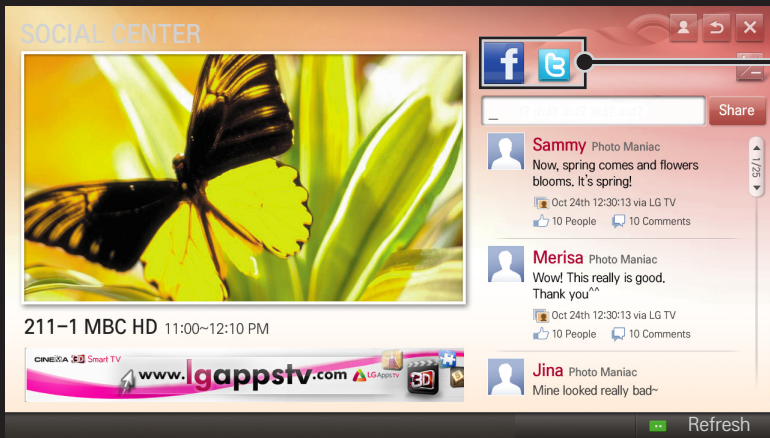 SOCIAL CENTER
Share
Sammy Photo Maniac
Now, spring comes and flowers
blooms. It's spring!
Oct 24th 12:30:13 via LG TV
10 People 10 Comments
1/25
Merisa Photo Maniac
Wow! This really is good.
Thank you^^
Oct 24th 12:30:13 via LG TV
10 People 10 Comments
Jina Photo Maniac
Mine looked really bad~
211-1 MBC HD 11:00~12:10 PM
CINEMA 3D Smart TV
www.lgappstv.com LG Apps TV
3D
Refresh